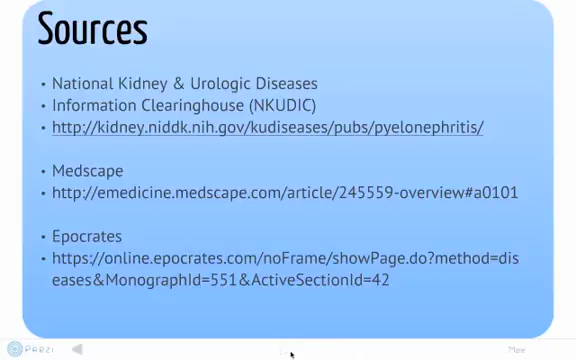 Sources
• National Kidney & Urologic Diseases
• Information Clearinghouse (NKUDIC)
• http://kidney.niddk.nih.gov/kudiseases/pubs/pyelonephritis/
• Medscape
• http://emedicine.medscape.com/article/245559-overview#a0101
• Epocrates
• https://online.epocrates.com/noFrame/showPage.do?method=dis
eases&MonographId=551&ActiveSectionId=42
Prezi